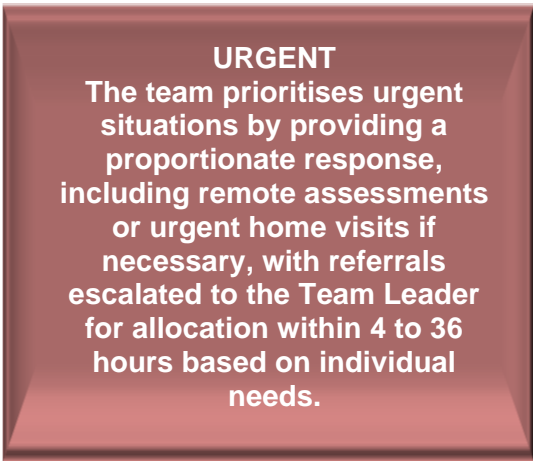 URGENT
The team prioritises urgent
situations by providing a
proportionate response,
including remote assessments
or urgent home visits if
necessary, with referrals
escalated to the Team Leader
for allocation within 4 to 36
hours based on individual
needs.